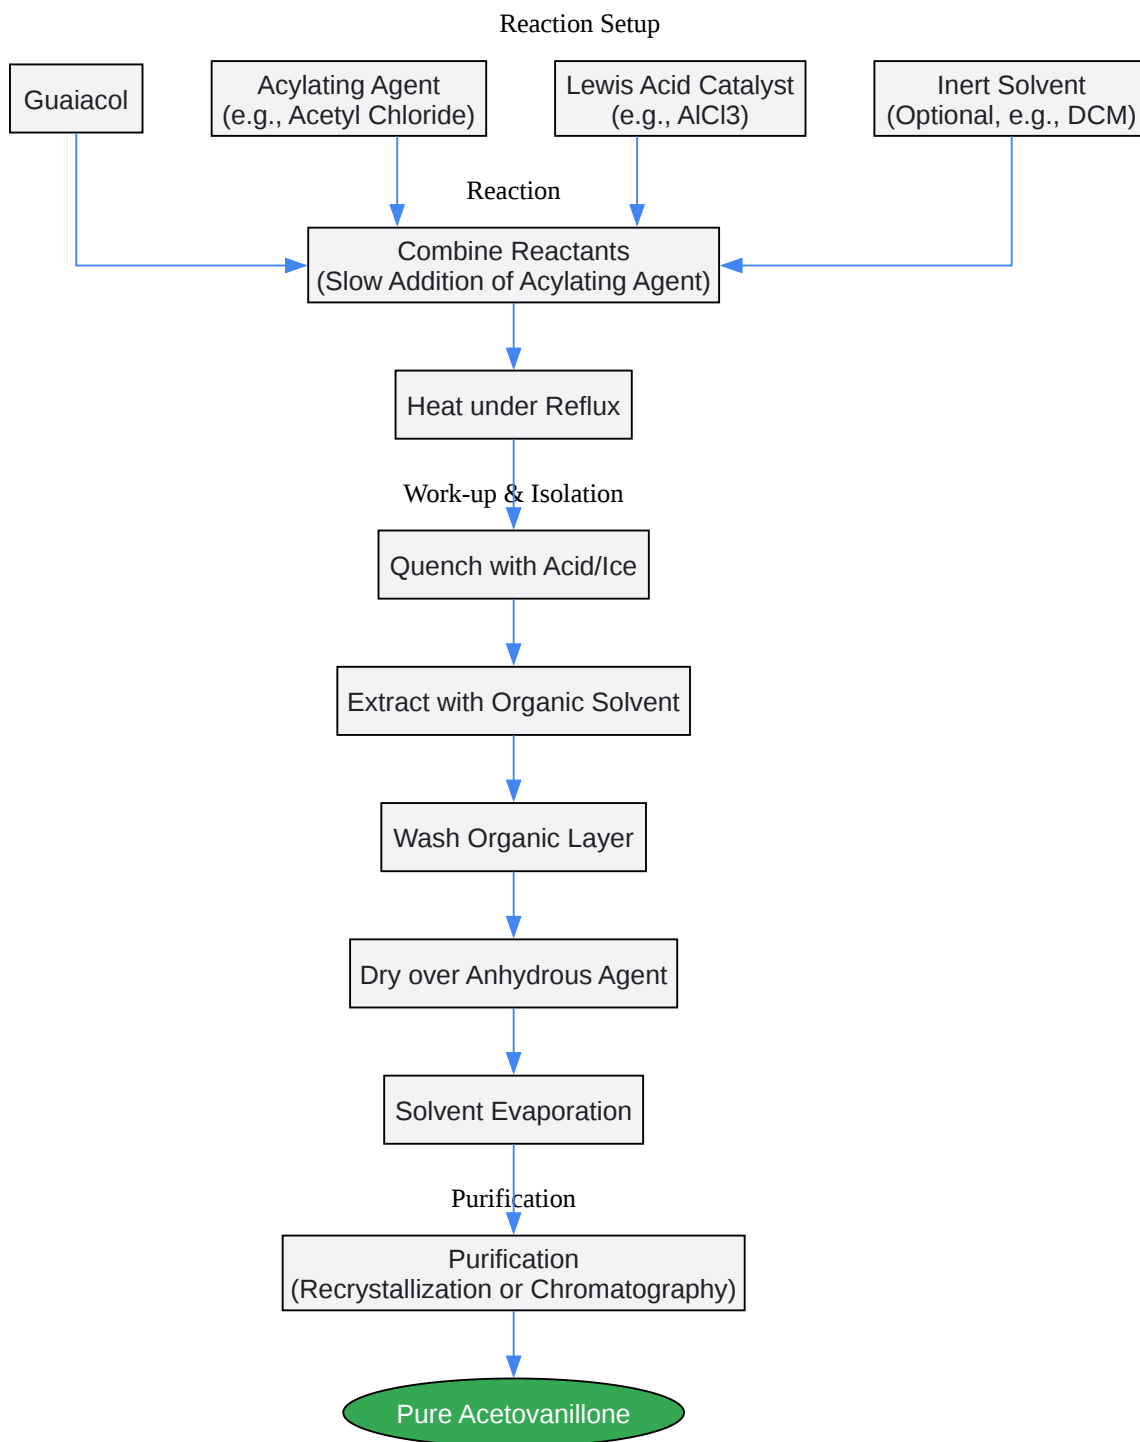 Reaction Setup
Guaiacol
Acylating Agent
(e.g., Acetyl Chloride)
Lewis Acid Catalyst
(e.g., AlCl3)
Inert Solvent
(Optional, e.g., DCM)
Reaction
Combine Reactants
(Slow Addition of Acylating Agent)
Heat under Reflux
Work-up & Isolation
Quench with Acid/Ice
Extract with Organic Solvent
Wash Organic Layer
Dry over Anhydrous Agent
Solvent Evaporation
Purification
Purification
(Recrystallization or Chromatography)
Pure Acetovanillone